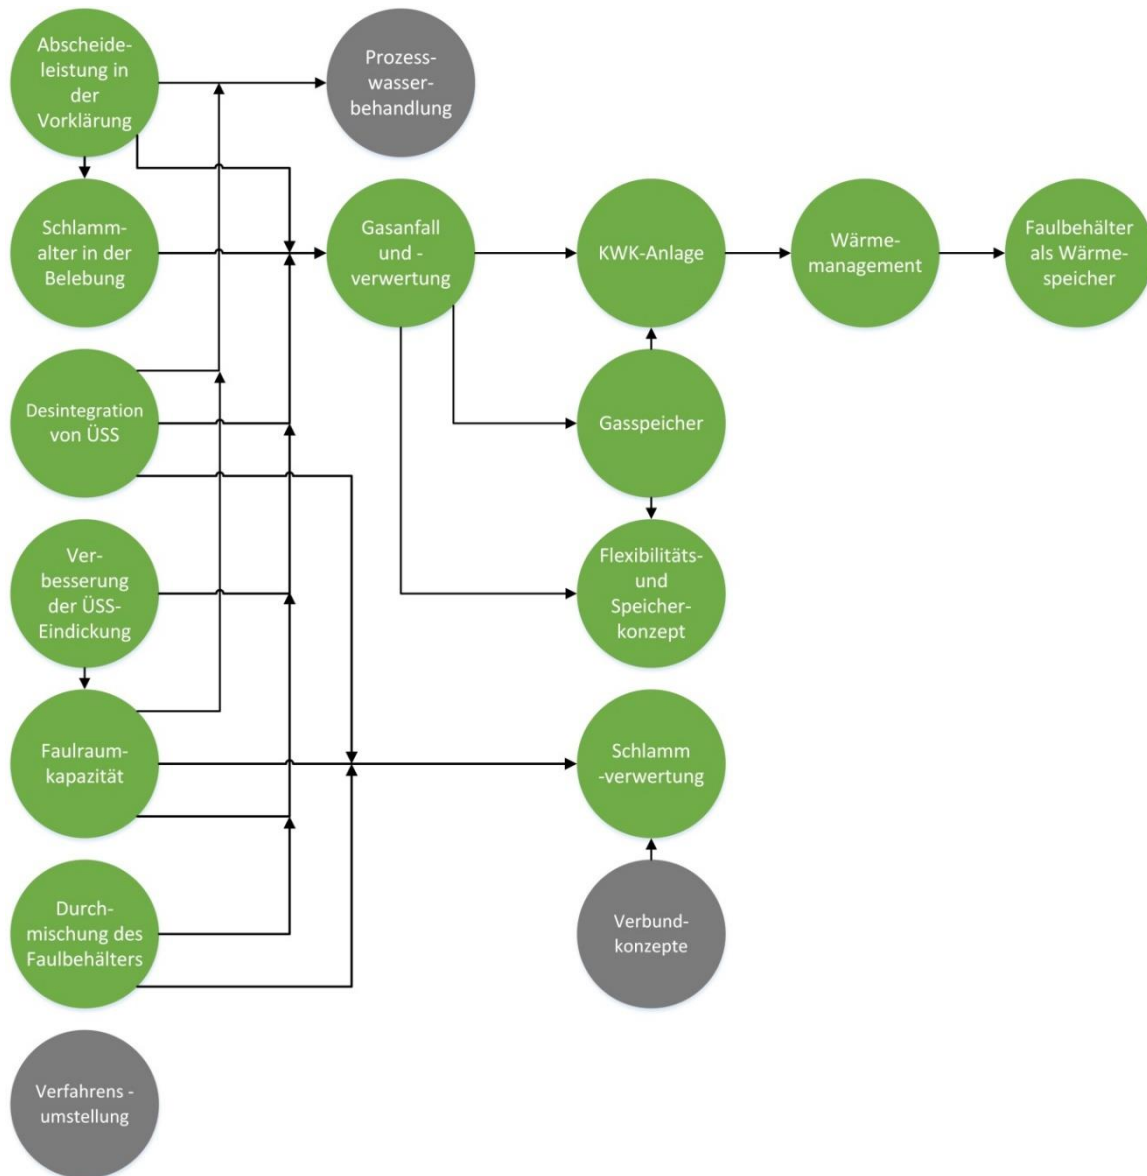 Abscheide-
leistung in
der
Vorklärung
Prozess-
wasser-
behandlung
Schlamm-
alter in der
Belebung
Gasanfall
und -
verwertung
KWK-Anlage
Wärme-
management
Faulbehälter
als Wärme-
speicher
Desintegration
von ÜSS
Gasspeicher
Ver-
besserung
der ÜSS-
Eindickung
Flexibilitäts-
und
Speicher-
konzept
Faulraum-
kapazität
Schlamm
-verwertung
Durch-
mischung des
Faulbehälters
Verbund-
konzepte
Verfahrens -
umstellung